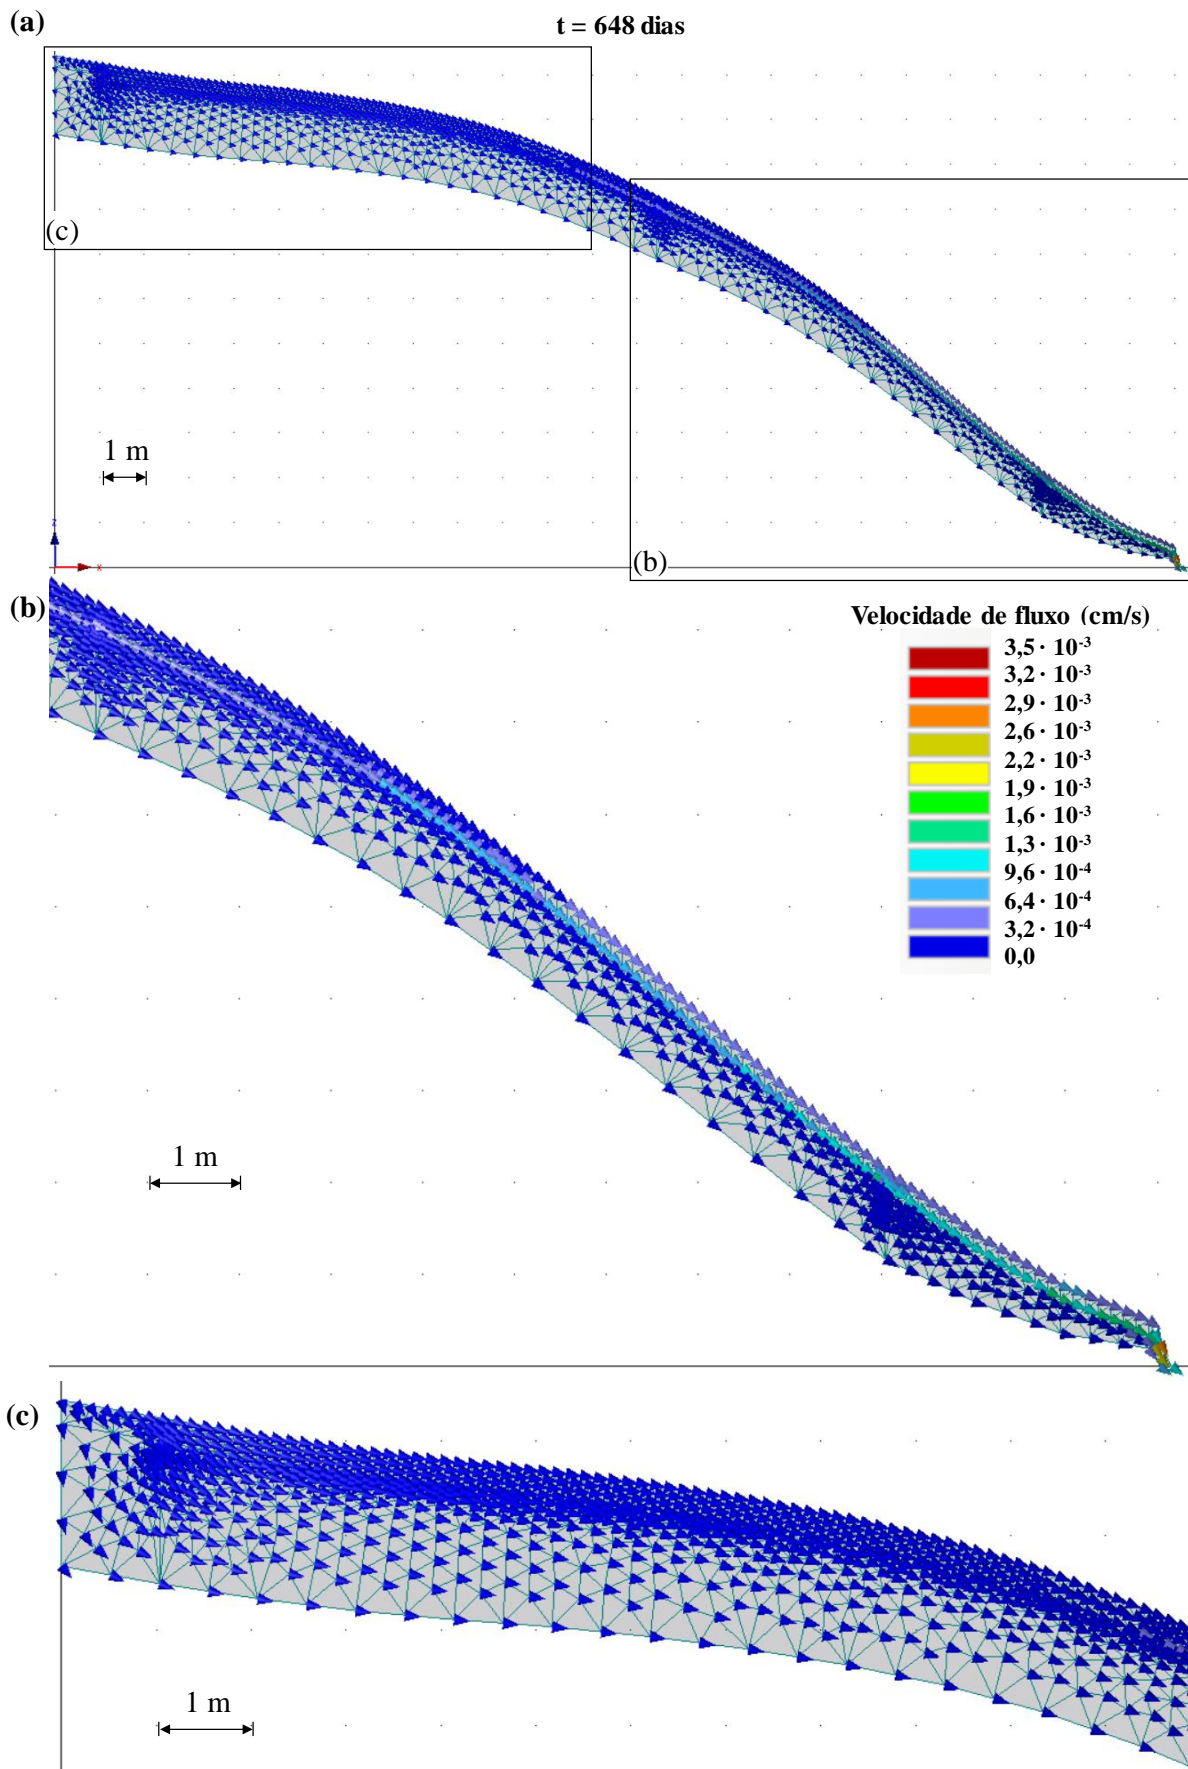 (a)
t = 648 dias
(c)
1 m
z
x
(b)
(b)
Velocidade de fluxo (cm/s)
3,5 · 10⁻³
3,2 · 10⁻³
2,9 · 10⁻³
2,6 · 10⁻³
2,2 · 10⁻³
1,9 · 10⁻³
1,6 · 10⁻³
1,3 · 10⁻³
9,6 · 10⁻⁴
6,4 · 10⁻⁴
3,2 · 10⁻⁴
0,0
1 m
(c)
1 m